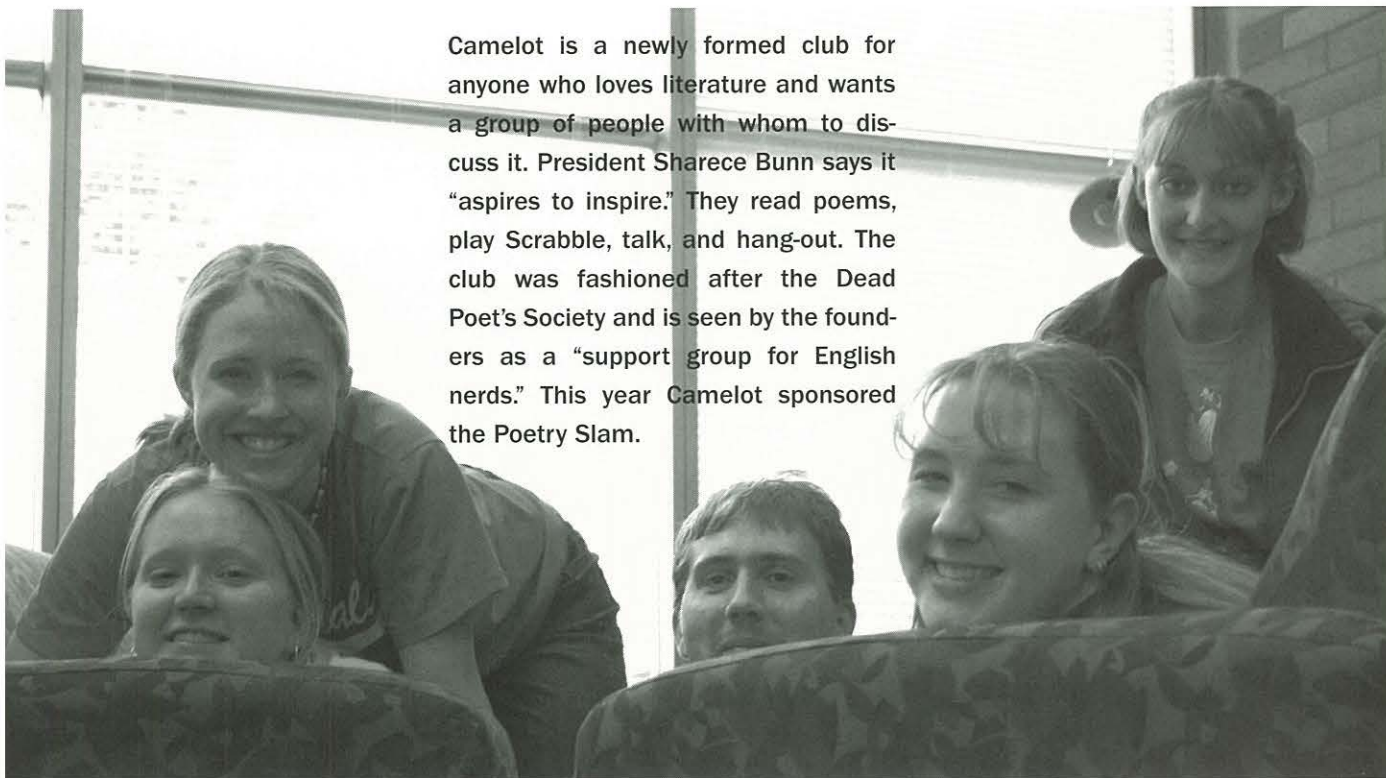 Camelot is a newly formed club for
anyone who loves literature and wants
a group of people with whom to dis-
cuss it. President Sharece Bunn says it
“aspires to inspire.” They read poems,
play Scrabble, talk, and hang-out. The
club was fashioned after the Dead
Poet’s Society and is seen by the found-
ers as a “support group for English
nerds.” This year Camelot sponsored
the Poetry Slam.